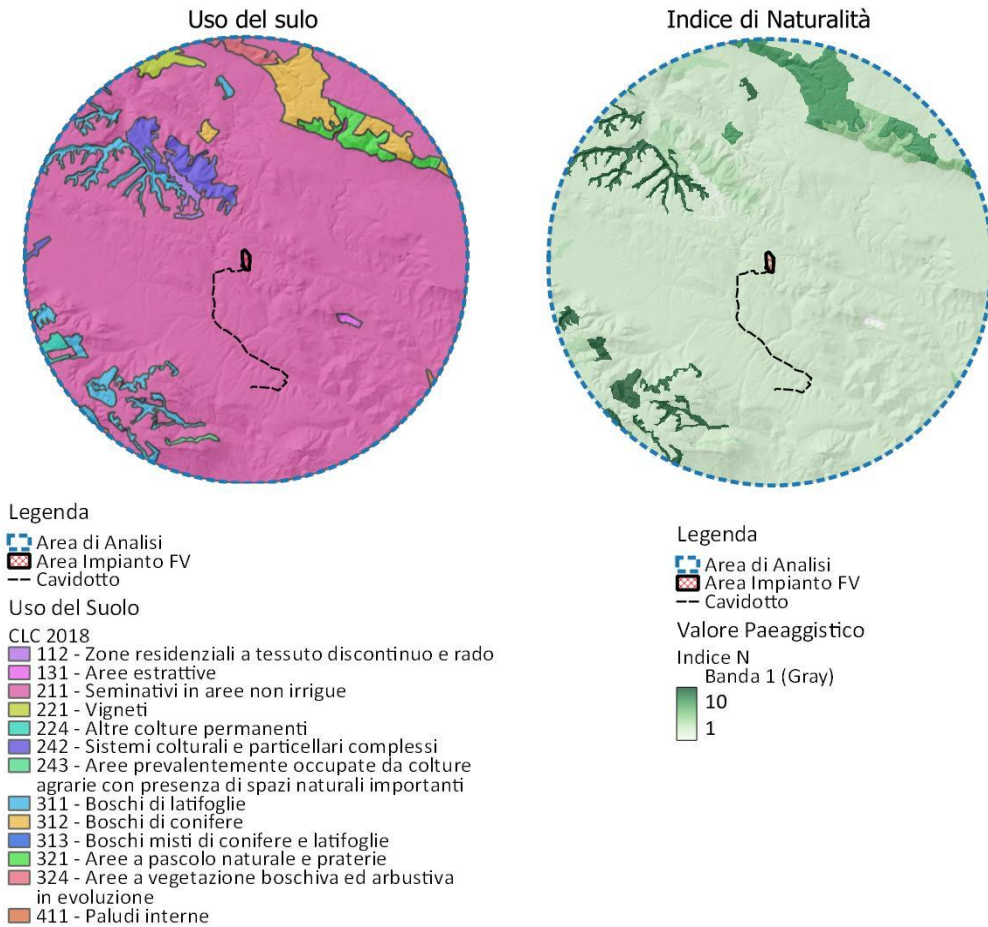 Uso del sulo
Indice di Naturalità
Legenda
Area di Analisi
Area Impianto FV
Cavidotto
Uso del Suolo
CLC 2018
112 - Zone residenziali a tessuto discontinuo e rado
131 - Aree estrattive
211 - Seminativi in aree non irrigue
221 - Vigneti
224 - Altre colture permanenti
242 - Sistemi colturali e particellari complessi
243 - Aree prevalentemente occupate da colture
agrarie con presenza di spazi naturali importanti
311 - Boschi di latifoglie
312 - Boschi di conifere
313 - Boschi misti di conifere e latifoglie
321 - Aree a pascolo naturale e praterie
324 - Aree a vegetazione boschiva ed arbustiva
in evoluzione
411 - Paludi interne
Legenda
Area di Analisi
Area Impianto FV
Cavidotto
Valore Paeaggistico
Indice N
Banda 1 (Gray)
10
1